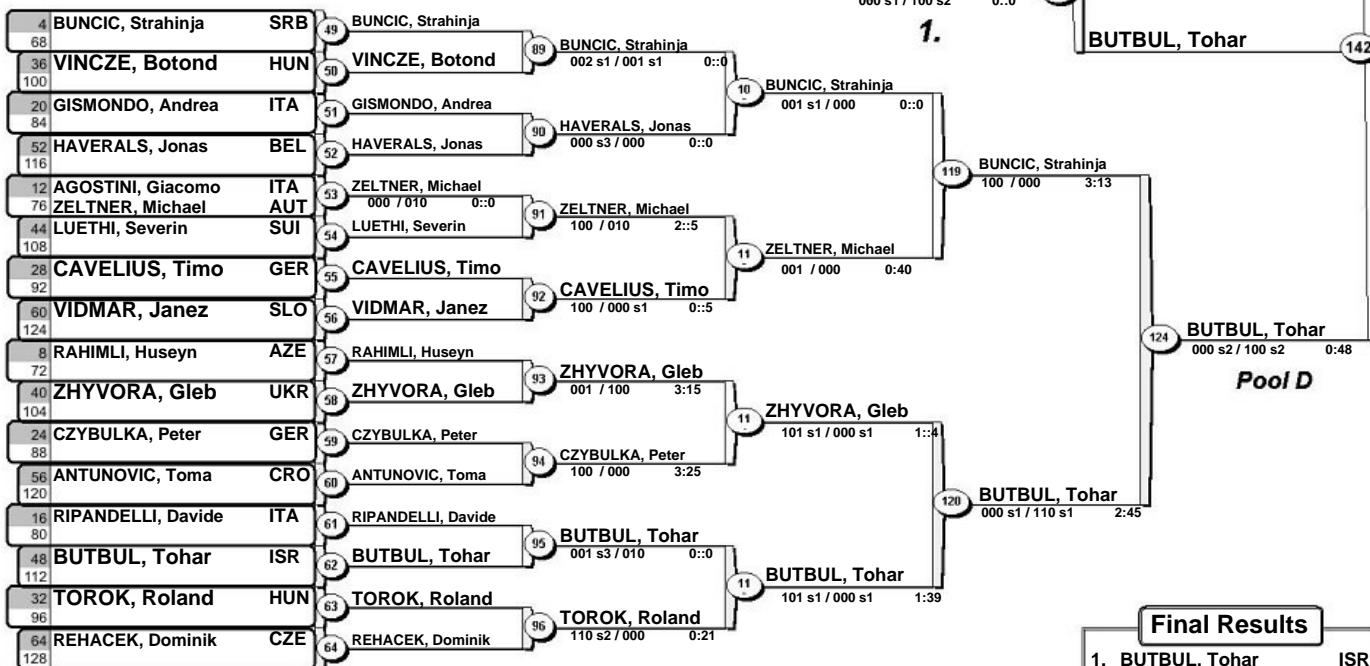 000 s1 / 100 s2 0::0
1.
BUTBUL, Tohar
142
4 BUNCIC, Strahinja SRB
68
36 VINCZE, Botond HUN
100
20 GISMONDO, Andrea ITA
84
52 HAVERALS, Jonas BEL
116
12 AGOSTINI, Giacomo ITA
76 ZELTNER, Michael AUT
44 LUETHI, Severin SUI
108
28 CAVELIUS, Timo GER
92
60 VIDMAR, Janez SLO
124
8 RAHIMLI, Huseyn AZE
72
40 ZHYVORA, Gleb UKR
104
24 CZYBULKA, Peter GER
88
56 ANTUNOVIC, Toma CRO
120
16 RIPANDELLI, Davide ITA
80
48 BUTBUL, Tohar ISR
112
32 TOROK, Roland HUN
96
64 REHACEK, Dominik CZE
128
49 BUNCIC, Strahinja
50 VINCZE, Botond
51 GISMONDO, Andrea
52 HAVERALS, Jonas
53 ZELTNER, Michael
000 / 010 0::0
54 LUETHI, Severin
55 CAVELIUS, Timo
56 VIDMAR, Janez
57 RAHIMLI, Huseyn
58 ZHYVORA, Gleb
59 CZYBULKA, Peter
60 ANTUNOVIC, Toma
61 RIPANDELLI, Davide
62 BUTBUL, Tohar
63 TOROK, Roland
64 REHACEK, Dominik
89 BUNCIC, Strahinja
002 s1 / 001 s1 0::0
90 HAVERALS, Jonas
000 s3 / 000 0::0
91 ZELTNER, Michael
100 / 010 2::5
92 CAVELIUS, Timo
100 / 000 s1 0::5
93 ZHYVORA, Gleb
001 / 100 3:15
94 CZYBULKA, Peter
100 / 000 3:25
95 BUTBUL, Tohar
001 s3 / 010 0::0
96 TOROK, Roland
110 s2 / 000 0:21
10 BUNCIC, Strahinja
001 s1 / 000 0::0
11 ZELTNER, Michael
001 / 000 0:40
11 ZHYVORA, Gleb
101 s1 / 000 s1 1::4
11 BUTBUL, Tohar
101 s1 / 000 s1 1:39
119 BUNCIC, Strahinja
100 / 000 3:13
120 BUTBUL, Tohar
000 s1 / 110 s1 2:45
124 BUTBUL, Tohar
000 s2 / 100 s2 0:48
Pool D
Final Results
1. BUTBUL, Tohar ISR